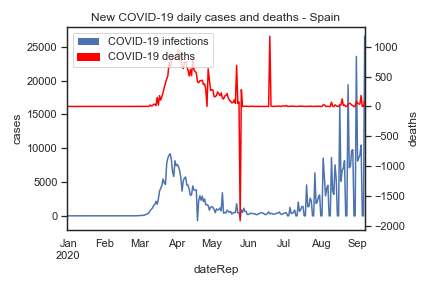 New COVID-19 daily cases and deaths - Spain
COVID-19 infections
COVID-19 deaths
25000
20000
15000
10000
5000
0
cases
1000
500
0
−500
−1000
−1500
−2000
deaths
Jan Feb Mar Apr May Jun Jul Aug Sep
2020
dateRep